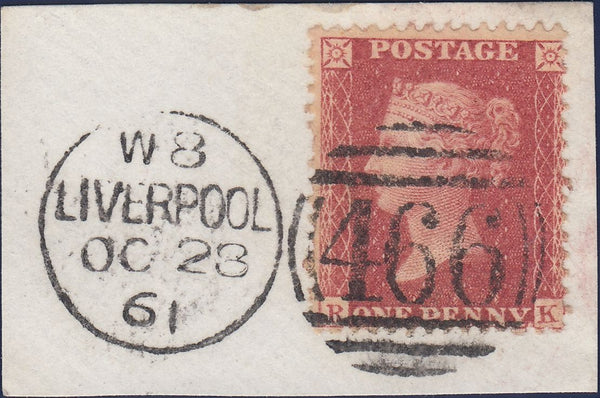 W 8
LIVERPOOL
OC 28
61
POSTAGE
466
R ONE PENNY K